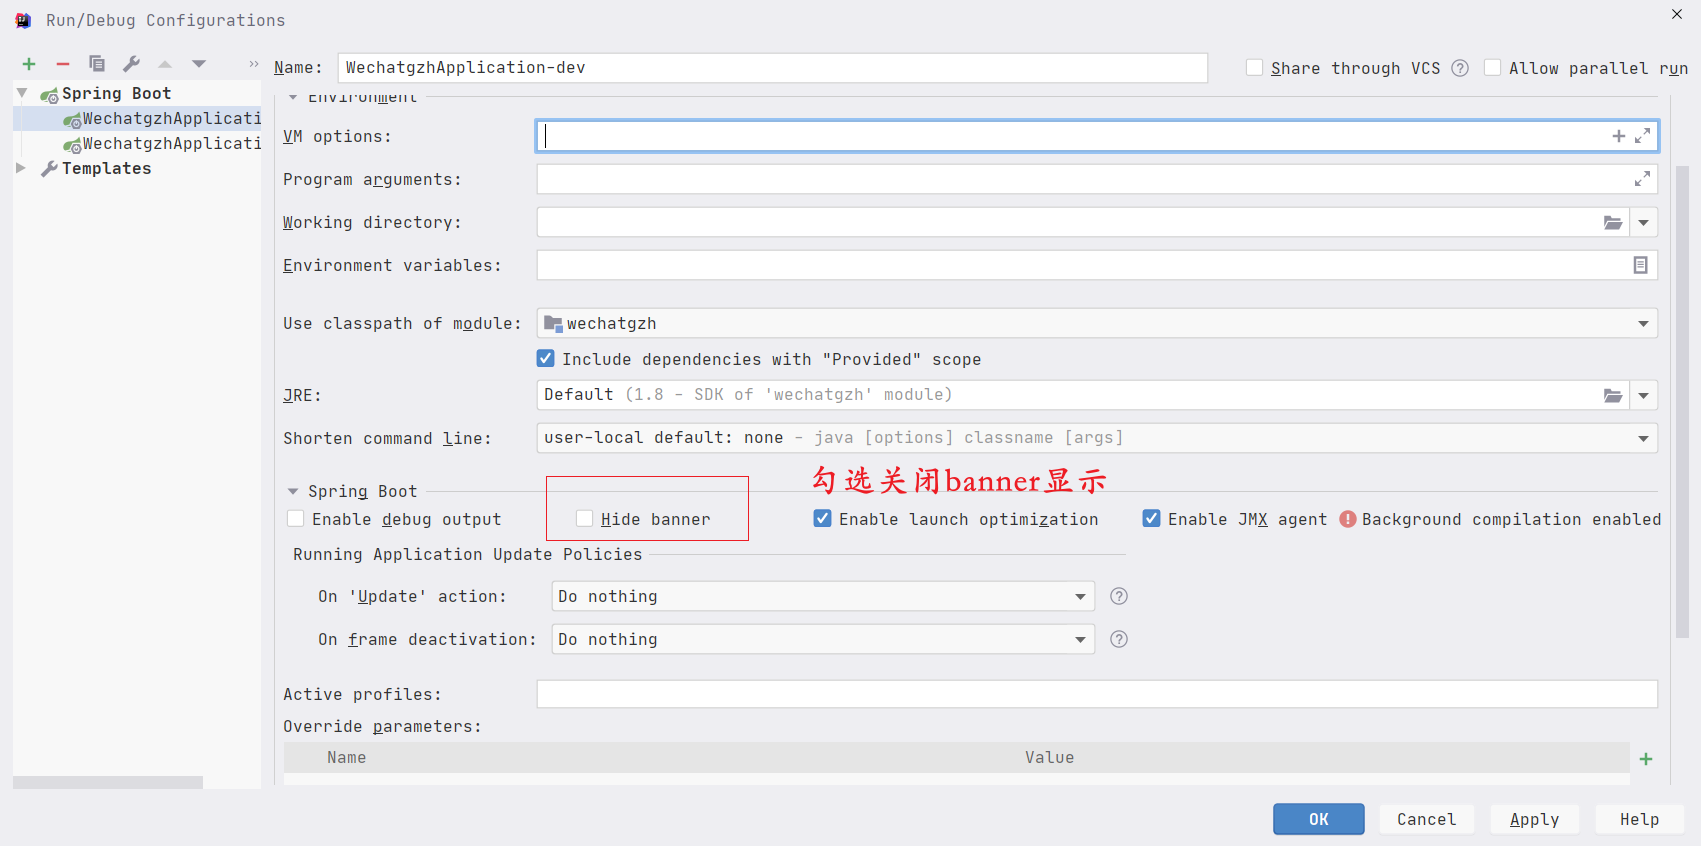 Run/Debug Configurations
Name: WechatgzhApplication-dev
Share through VCS
Allow parallel run
Spring Boot
WechatgzhApplicati
WechatgzhApplicati
Templates
Environment
VM options:
Program arguments:
Working directory:
Environment variables:
Use classpath of module: wechatgzh
Include dependencies with "Provided" scope
JRE: Default (1.8 - SDK of 'wechatgzh' module)
Shorten command line: user-local default: none - java [options] classname [args]
勾选关闭banner显示
Spring Boot
Enable debug output Hide banner Enable launch optimization Enable JMX agent Background compilation enabled
Running Application Update Policies
On 'Update' action: Do nothing
On frame deactivation: Do nothing
Active profiles:
Override parameters:
Name Value
OK Cancel Apply Help